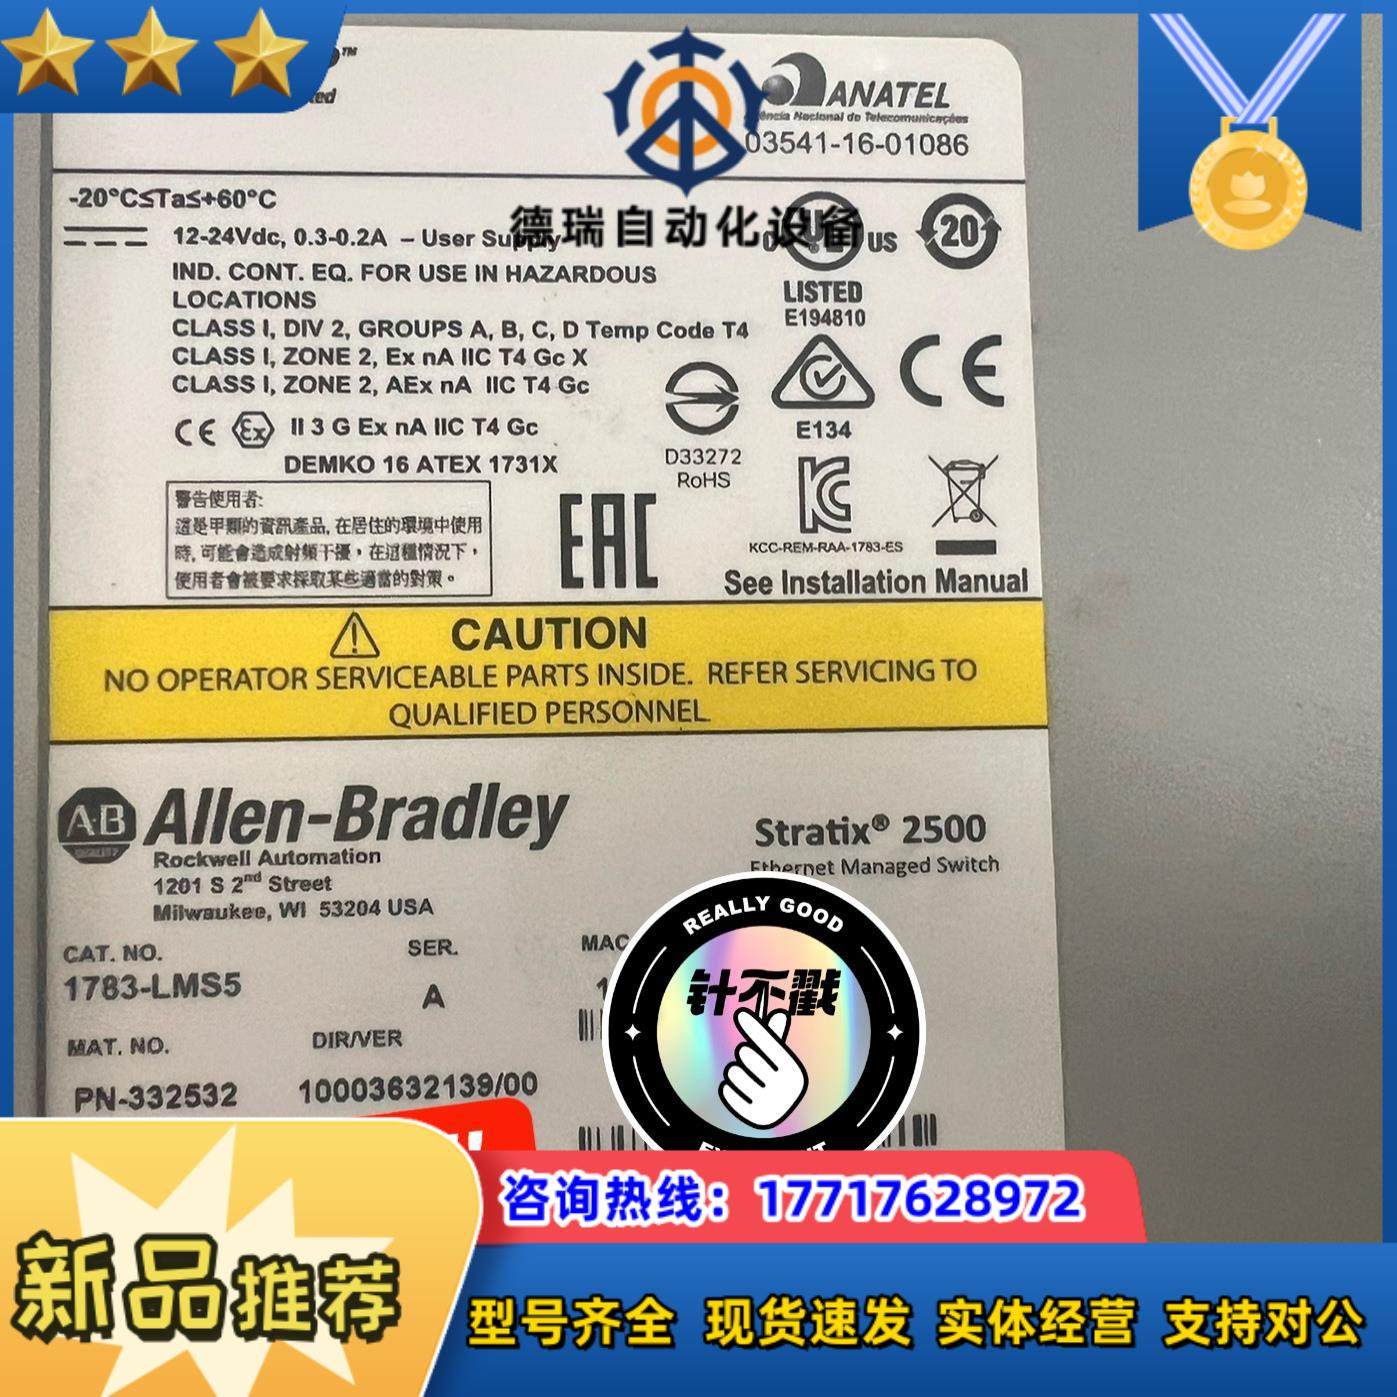 ANATEL
Agência Nacional de Telecomunicações
03541-16-01086
德瑞自动化设备
-20°C≤Ta≤+60°C
12-24Vdc, 0.3-0.2A – User Supply
IND. CONT. EQ. FOR USE IN HAZARDOUS
LOCATIONS
CLASS I, DIV 2, GROUPS A, B, C, D Temp Code T4
CLASS I, ZONE 2, Ex nA IIC T4 Gc X
CLASS I, ZONE 2, AEx nA IIC T4 Gc
CE Ex II 3 G Ex nA IIC T4 Gc
DEMKO 16 ATEX 1731X
US
20
LISTED
E194810
CE
E134
D33272
RoHS
KCC-REM-RAA-1783-ES
See Installation Manual
EAC
警告使用者:
這是甲類的資訊產品, 在居住的環境中使用
時, 可能會造成射頻干擾，在這種情況下，
使用者會被要求採取某些適當的對策。
CAUTION
NO OPERATOR SERVICEABLE PARTS INSIDE. REFER SERVICING TO
QUALIFIED PERSONNEL
AB Allen-Bradley
QUALITY
Rockwell Automation
1201 S 2nd Street
Milwaukee, WI 53204 USA
Stratix® 2500
Ethernet Managed Switch
CAT. NO.
SER.
MAC
1783-LMS5
A
MAT. NO.
DIR/VER
PN-332532
10003632139/00
REALLY GOOD
针不戳
咨询热线：17717628972
新品推荐
型号齐全 现货速发 实体经营 支持对公